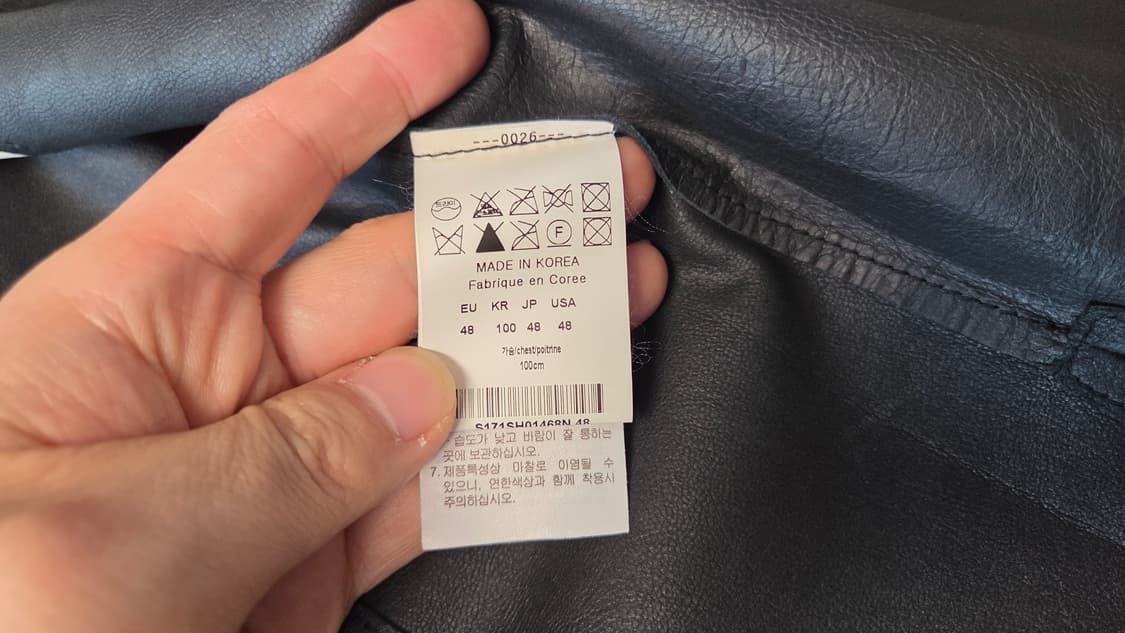 ---0026---
드라이
F
MADE IN KOREA
Fabrique en Coree
EU KR JP USA
48 100 48 48
가슴/chest/poitrine
100cm
S171SH01468N 48
습도가 낮고 바람이 잘 통하는
곳에 보관하십시오.
7. 제품특성상 마찰로 이염될 수
있으니, 연한색상과 함께 착용시
주의하십시오.